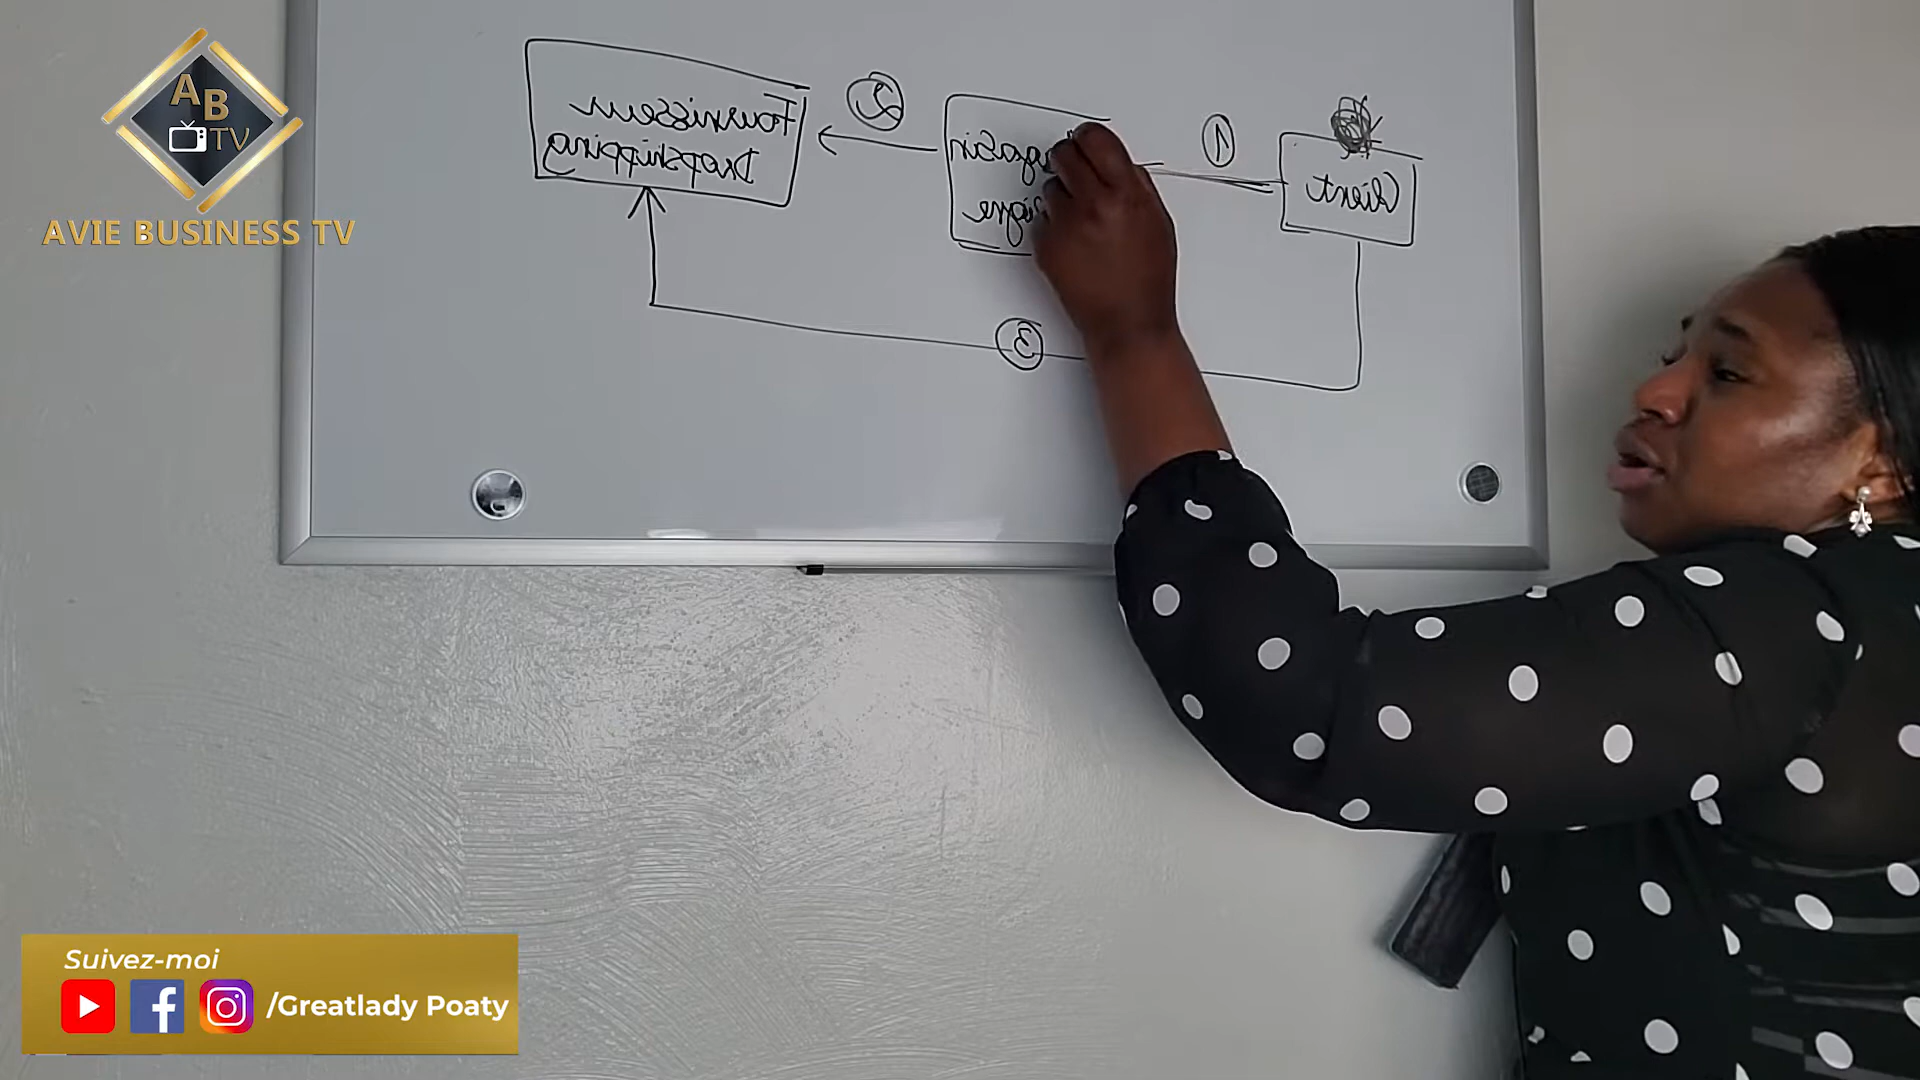 AB
TV
AVIE BUSINESS TV
Fournisseur
Dropshipping
2
1
Client
3
Suivez-moi
/Greatlady Poaty